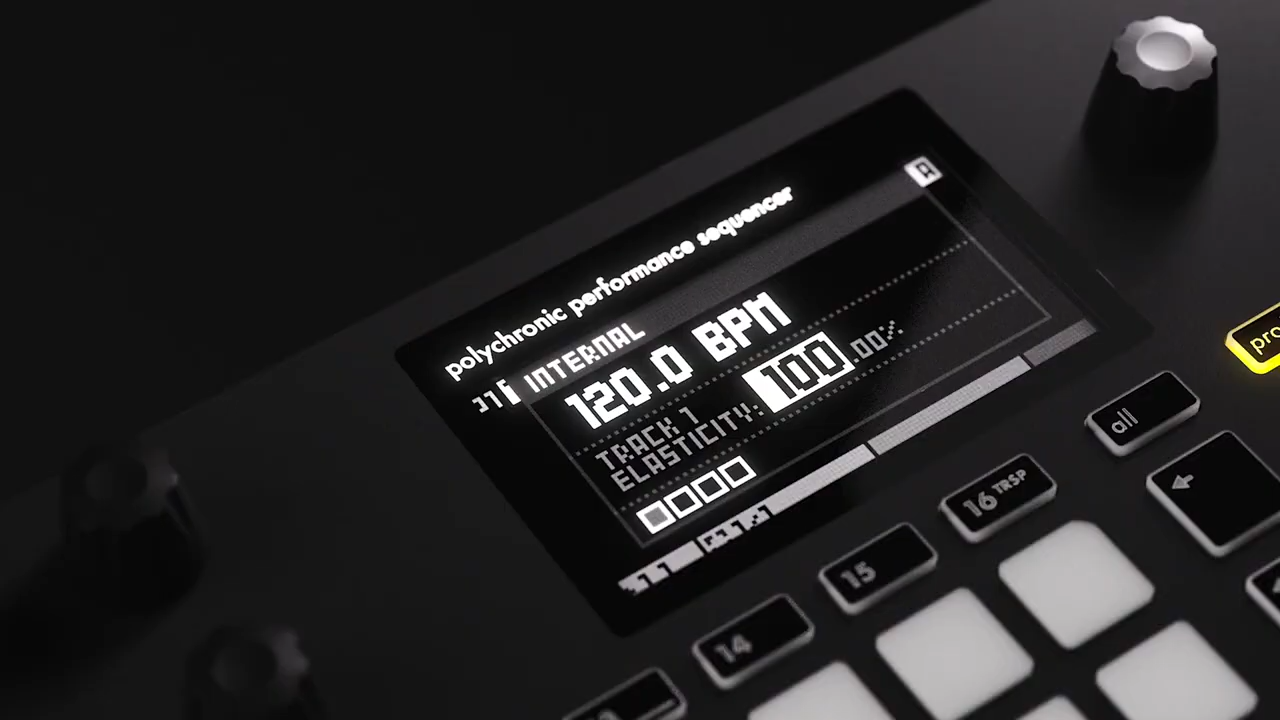 polychronic performance sequencer
INTERNAL
120.0 BPM
TRACK 1
ELASTICITY: 100.00%
all
16 TRSP
15
14